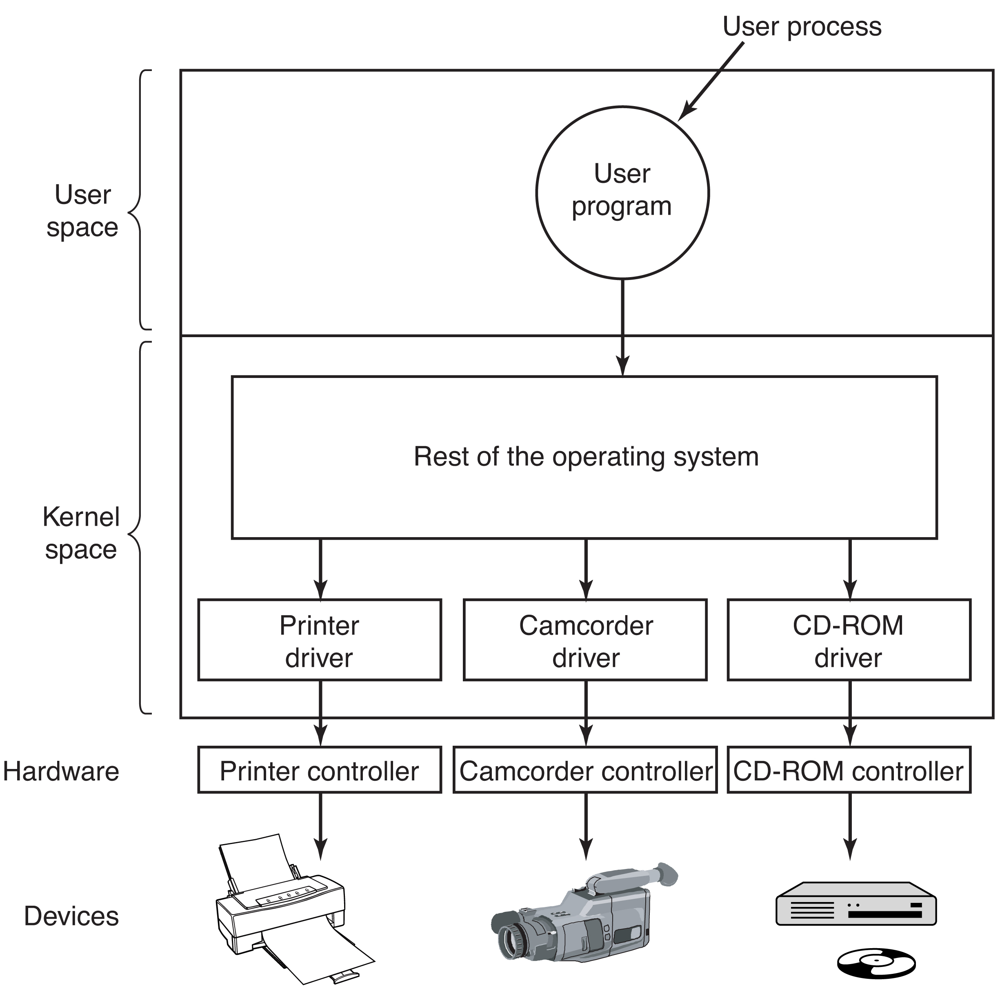 User process
User
program
User
space
Rest of the operating system
Kernel
space
Printer
driver
Camcorder
driver
CD-ROM
driver
Hardware
Printer controller
Camcorder controller
CD-ROM controller
Devices